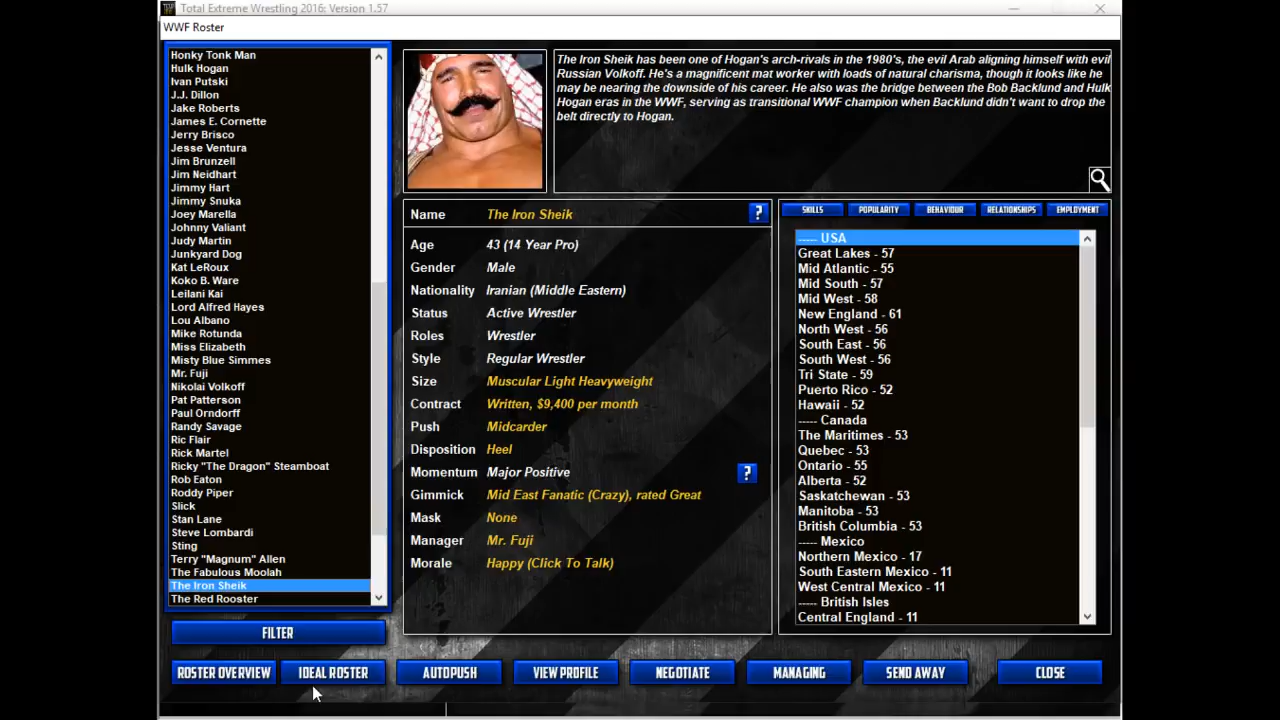 Total Extreme Wrestling 2016: Version 1.57
WWF Roster
Honky Tonk Man
Hulk Hogan
Ivan Putski
J.J. Dillon
Jake Roberts
James E. Cornette
Jerry Brisco
Jesse Ventura
Jim Brunzell
Jim Neidhart
Jimmy Hart
Jimmy Snuka
Joey Marella
Johnny Valiant
Judy Martin
Junkyard Dog
Kat LeRoux
Koko B. Ware
Leilani Kai
Lord Alfred Hayes
Lou Albano
Mike Rotunda
Miss Elizabeth
Misty Blue Simmes
Mr. Fuji
Nikolai Volkoff
Pat Patterson
Paul Orndorff
Randy Savage
Ric Flair
Rick Martel
Ricky "The Dragon" Steamboat
Rob Eaton
Roddy Piper
Slick
Stan Lane
Steve Lombardi
Sting
Terry "Magnum" Allen
The Fabulous Moolah
The Iron Sheik
The Red Rooster
FILTER
The Iron Sheik has been one of Hogan's arch-rivals in the 1980's, the evil Arab aligning himself with evil
Russian Volkoff. He's a magnificent mat worker with loads of natural charisma, though it looks like he
may be nearing the downside of his career. He also was the bridge between the Bob Backlund and Hulk
Hogan eras in the WWF, serving as transitional WWF champion when Backlund didn't want to drop the
belt directly to Hogan.
Name The Iron Sheik ?
Age 43 (14 Year Pro)
Gender Male
Nationality Iranian (Middle Eastern)
Status Active Wrestler
Roles Wrestler
Style Regular Wrestler
Size Muscular Light Heavyweight
Contract Written, $9,400 per month
Push Midcarder
Disposition Heel
Momentum Major Positive ?
Gimmick Mid East Fanatic (Crazy), rated Great
Mask None
Manager Mr. Fuji
Morale Happy (Click To Talk)
SKILLS POPULARITY BEHAVIOUR RELATIONSHIPS EMPLOYMENT
----- USA
Great Lakes - 57
Mid Atlantic - 55
Mid South - 57
Mid West - 58
New England - 61
North West - 56
South East - 56
South West - 56
Tri State - 59
Puerto Rico - 52
Hawaii - 52
----- Canada
The Maritimes - 53
Quebec - 53
Ontario - 55
Alberta - 52
Saskatchewan - 53
Manitoba - 53
British Columbia - 53
----- Mexico
Northern Mexico - 17
South Eastern Mexico - 11
West Central Mexico - 11
----- British Isles
Central England - 11
ROSTER OVERVIEW IDEAL ROSTER AUTOPUSH VIEW PROFILE NEGOTIATE MANAGING SEND AWAY CLOSE